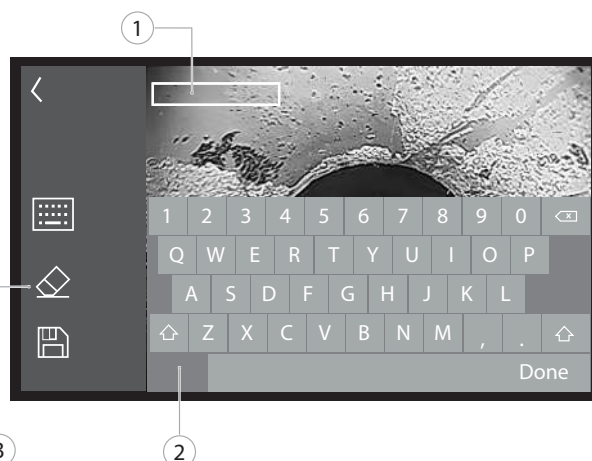 1
1 2 3 4 5 6 7 8 9 0
Q W E R T Y U I O P
A S D F G H J K L
Z X C V B N M , .
Done
3
2